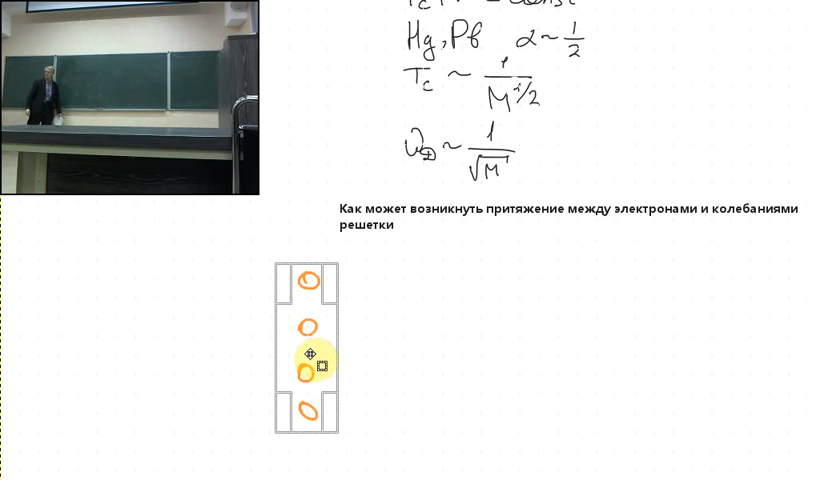 Hg, Pb α ~ 1/2
T_c ~ 1/M^1/2
ω_D ~ 1/√M
Как может возникнуть притяжение между электронами и колебаниями
решетки